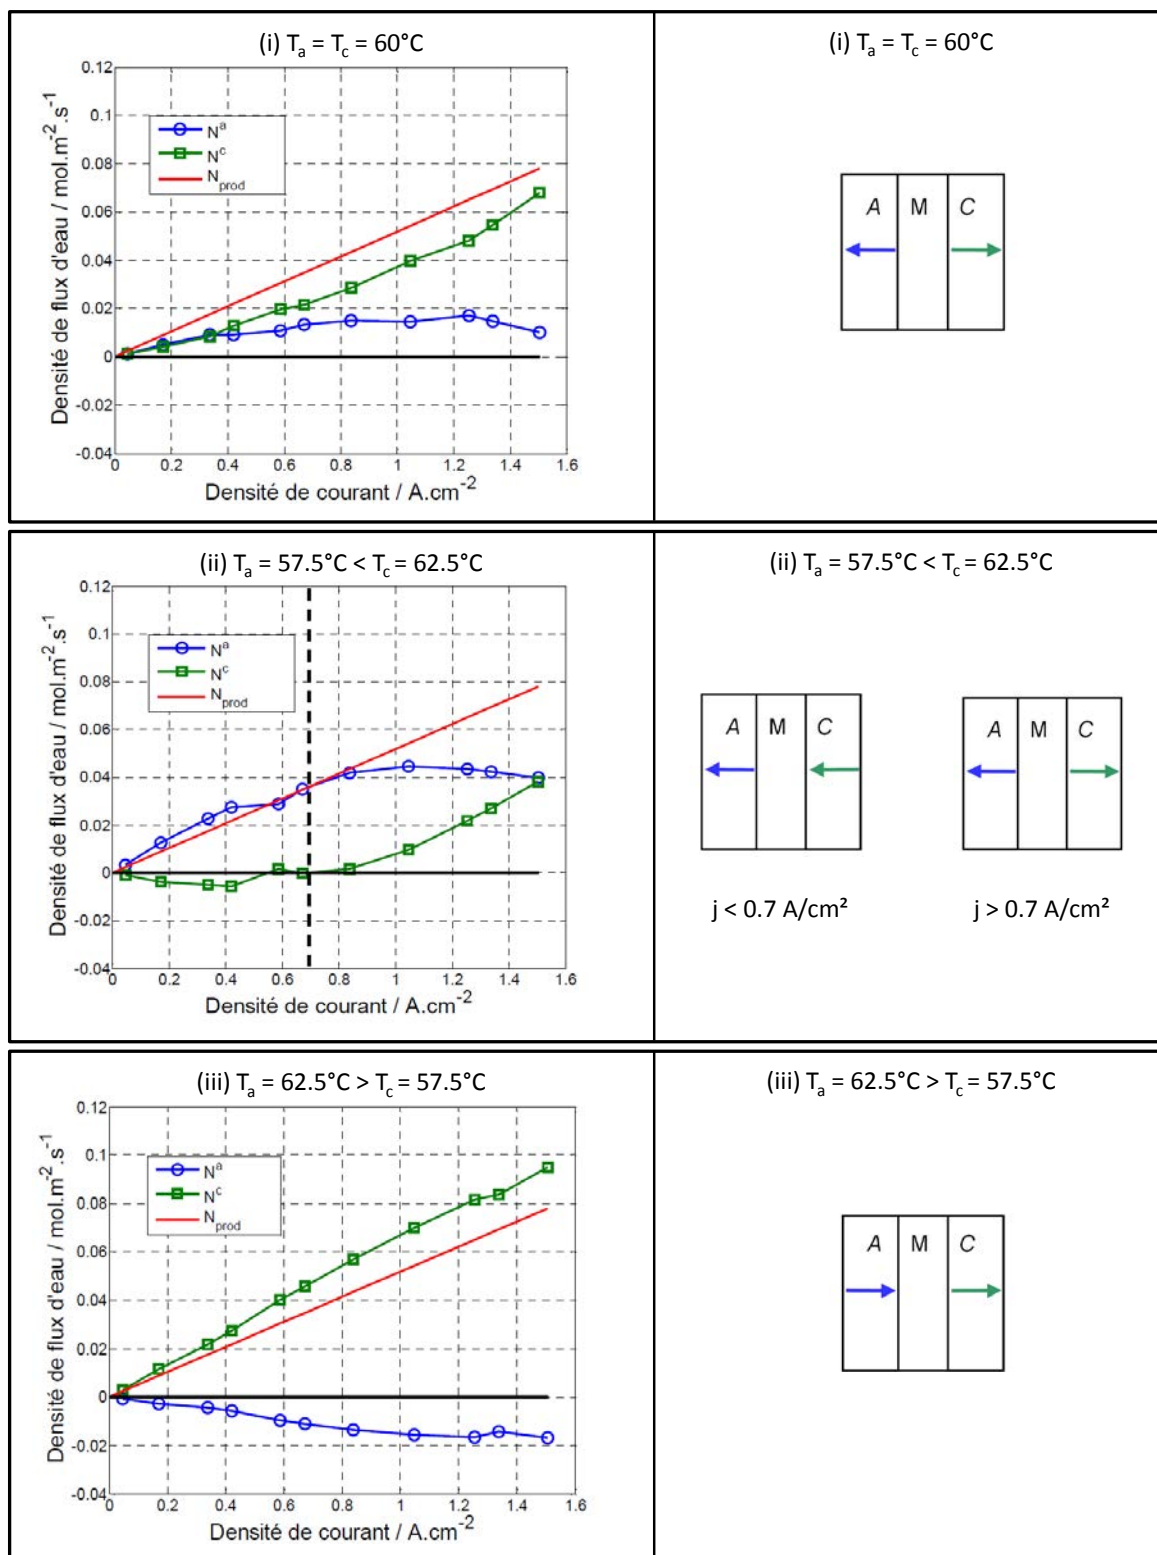 (i) Tₐ = T꜀ = 60°C
Densité de flux d'eau / mol.m⁻².s⁻¹
0.12
0.1
0.08
0.06
0.04
0.02
0
-0.02
-0.04
Nᵃ
Nᶜ
N_prod
0 0.2 0.4 0.6 0.8 1 1.2 1.4 1.6
Densité de courant / A.cm⁻²
(i) Tₐ = T꜀ = 60°C
A M C
(ii) Tₐ = 57.5°C < T꜀ = 62.5°C
Densité de flux d'eau / mol.m⁻².s⁻¹
0.12
0.1
0.08
0.06
0.04
0.02
0
-0.02
-0.04
Nᵃ
Nᶜ
N_prod
0 0.2 0.4 0.6 0.8 1 1.2 1.4 1.6
Densité de courant / A.cm⁻²
(ii) Tₐ = 57.5°C < T꜀ = 62.5°C
A M C
A M C
j < 0.7 A/cm²
j > 0.7 A/cm²
(iii) Tₐ = 62.5°C > T꜀ = 57.5°C
Densité de flux d'eau / mol.m⁻².s⁻¹
0.12
0.1
0.08
0.06
0.04
0.02
0
-0.02
-0.04
Nᵃ
Nᶜ
N_prod
0 0.2 0.4 0.6 0.8 1 1.2 1.4 1.6
Densité de courant / A.cm⁻²
(iii) Tₐ = 62.5°C > T꜀ = 57.5°C
A M C